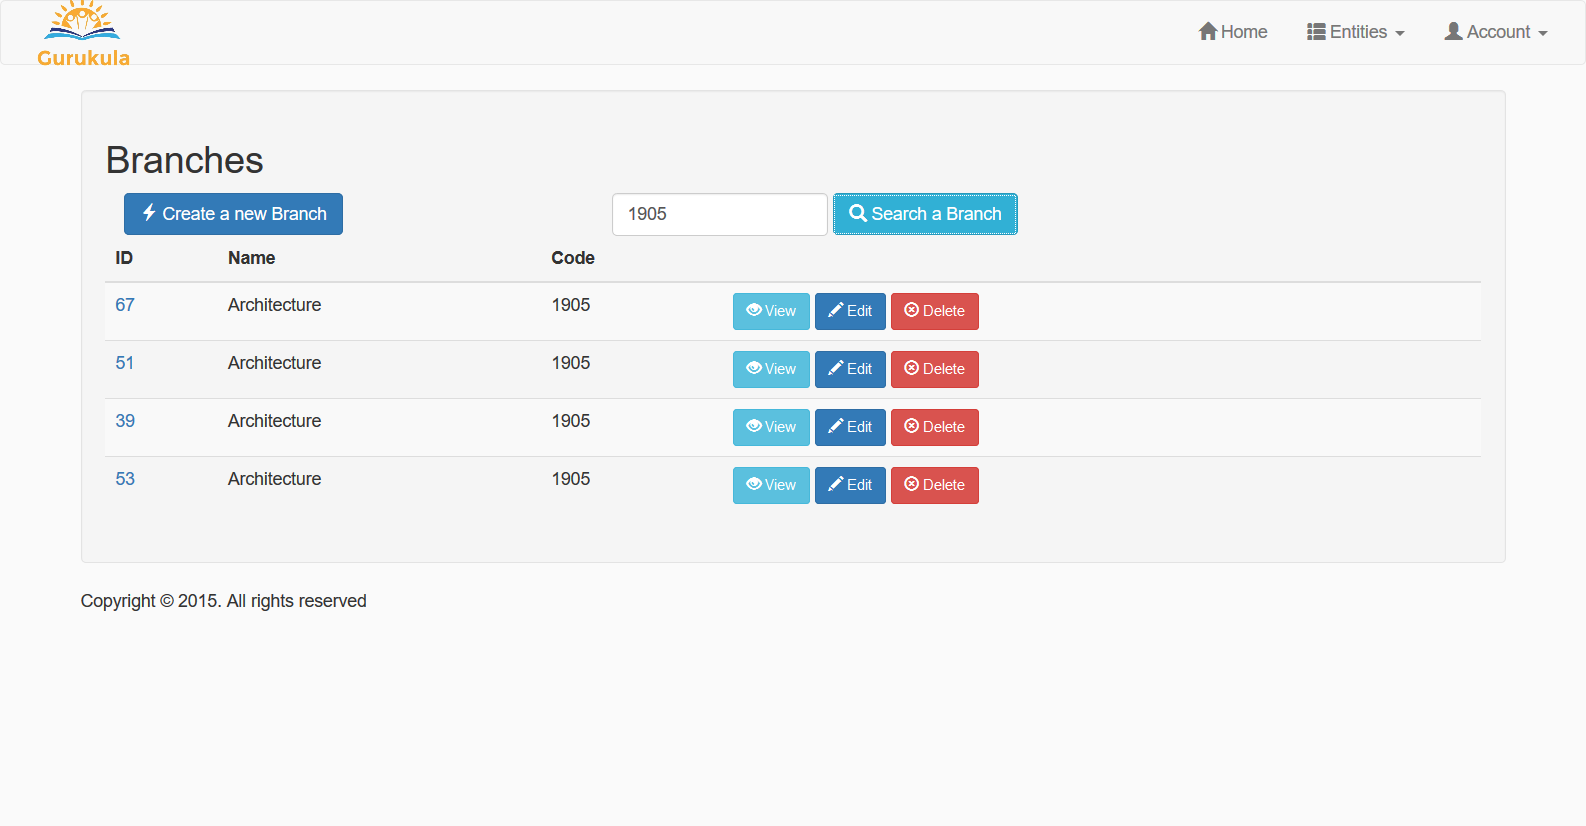 Gurukula
Home Entities Account
Branches
Create a new Branch 1905 Search a Branch
ID Name Code
67 Architecture 1905 View Edit Delete
51 Architecture 1905 View Edit Delete
39 Architecture 1905 View Edit Delete
53 Architecture 1905 View Edit Delete
Copyright © 2015. All rights reserved